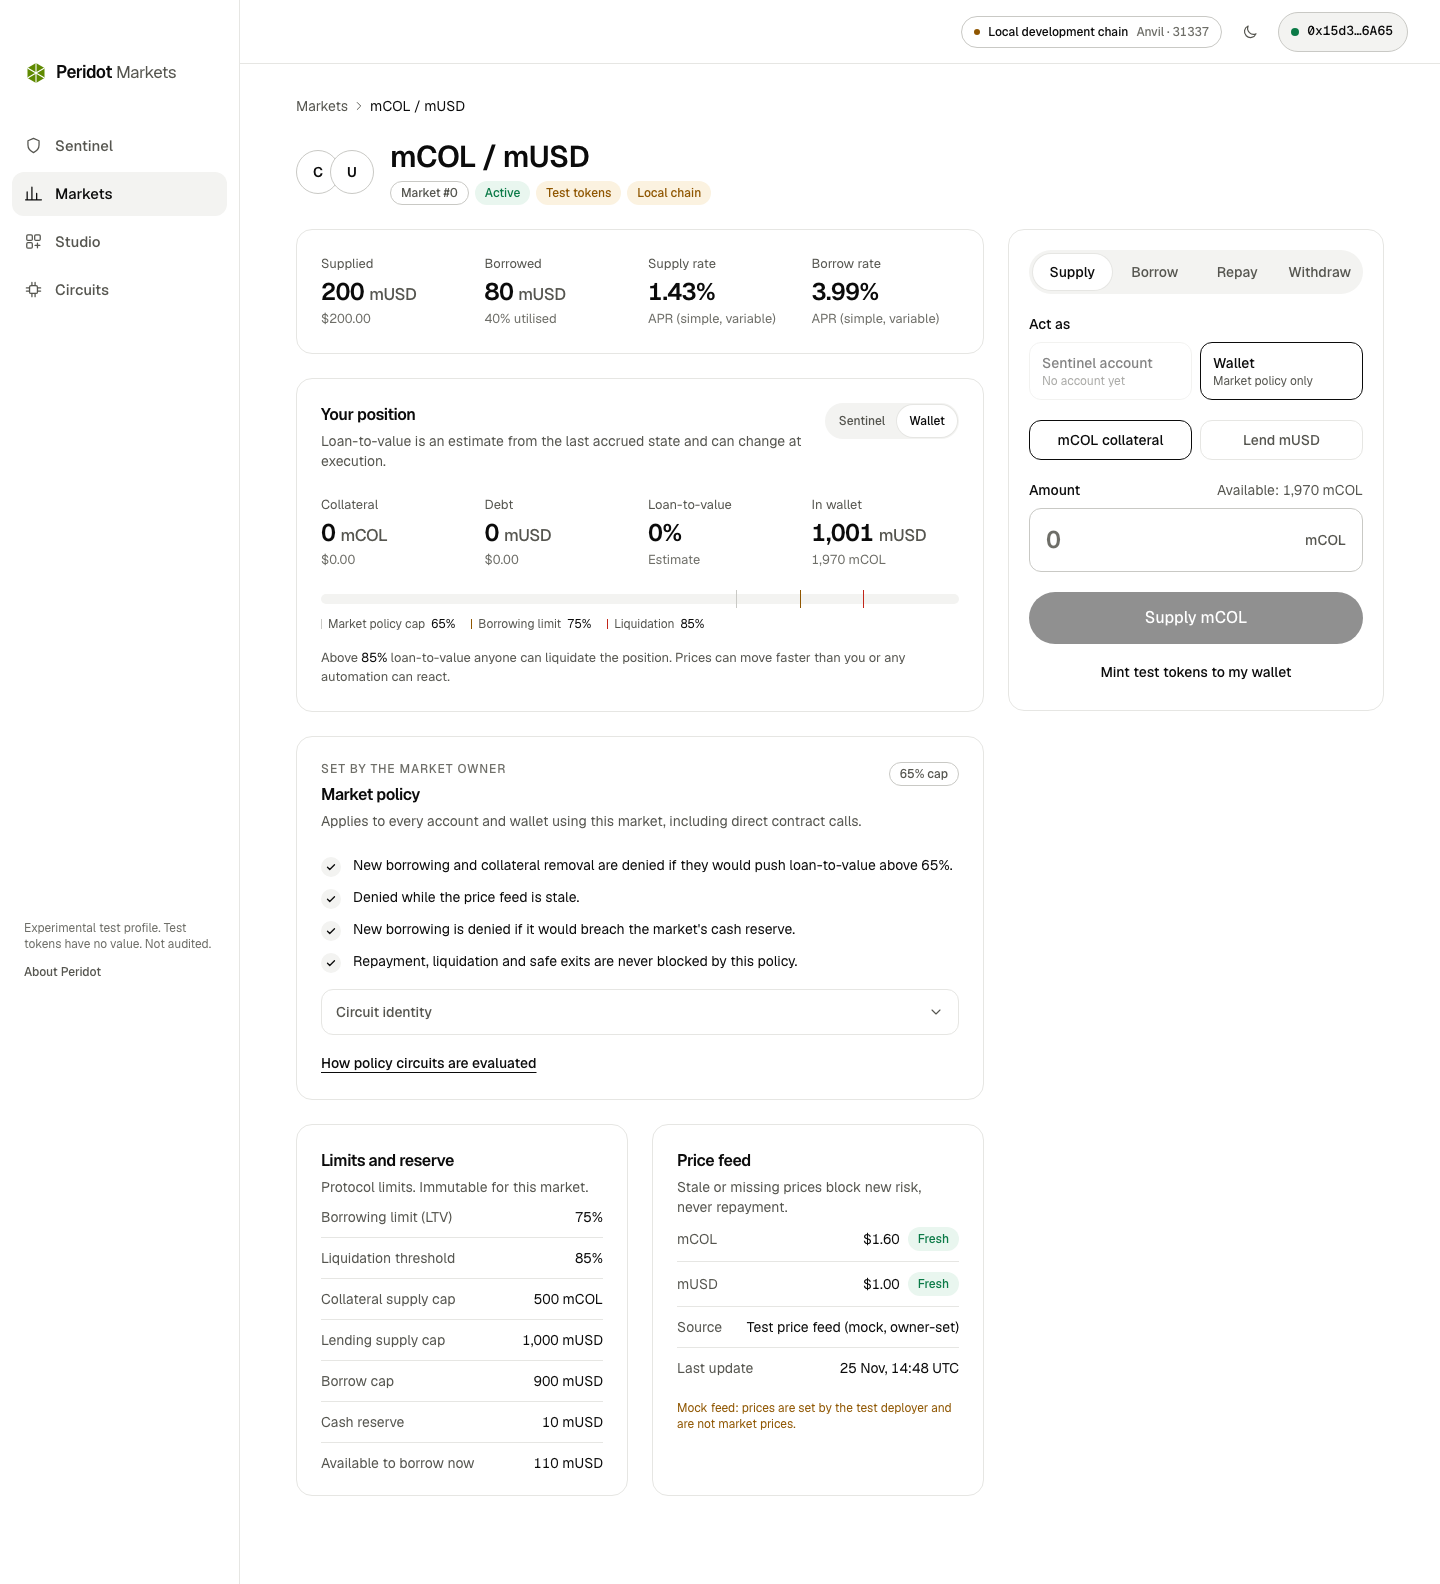 Local development chain Anvil · 31337
0x15d3…6A65
Peridot Markets
Sentinel
Markets
Studio
Circuits
Experimental test profile. Test
tokens have no value. Not audited.
About Peridot
Markets > mCOL / mUSD
C U
mCOL / mUSD
Market #0 Active Test tokens Local chain
Supplied Borrowed Supply rate Borrow rate
200 mUSD 80 mUSD 1.43% 3.99%
$200.00 40% utilised APR (simple, variable) APR (simple, variable)
Your position
Sentinel Wallet
Loan-to-value is an estimate from the last accrued state and can change at
execution.
Collateral Debt Loan-to-value In wallet
0 mCOL 0 mUSD 0% 1,001 mUSD
$0.00 $0.00 Estimate 1,970 mCOL
Market policy cap 65% Borrowing limit 75% Liquidation 85%
Above 85% loan-to-value anyone can liquidate the position. Prices can move faster than you or any
automation can react.
SET BY THE MARKET OWNER
65% cap
Market policy
Applies to every account and wallet using this market, including direct contract calls.
New borrowing and collateral removal are denied if they would push loan-to-value above 65%.
Denied while the price feed is stale.
New borrowing is denied if it would breach the market's cash reserve.
Repayment, liquidation and safe exits are never blocked by this policy.
Circuit identity
How policy circuits are evaluated
Limits and reserve
Protocol limits. Immutable for this market.
Borrowing limit (LTV) 75%
Liquidation threshold 85%
Collateral supply cap 500 mCOL
Lending supply cap 1,000 mUSD
Borrow cap 900 mUSD
Cash reserve 10 mUSD
Available to borrow now 110 mUSD
Price feed
Stale or missing prices block new risk,
never repayment.
mCOL $1.60 Fresh
mUSD $1.00 Fresh
Source Test price feed (mock, owner-set)
Last update 25 Nov, 14:48 UTC
Mock feed: prices are set by the test deployer and
are not market prices.
Supply Borrow Repay Withdraw
Act as
Sentinel account Wallet
No account yet Market policy only
mCOL collateral Lend mUSD
Amount Available: 1,970 mCOL
0 mCOL
Supply mCOL
Mint test tokens to my wallet